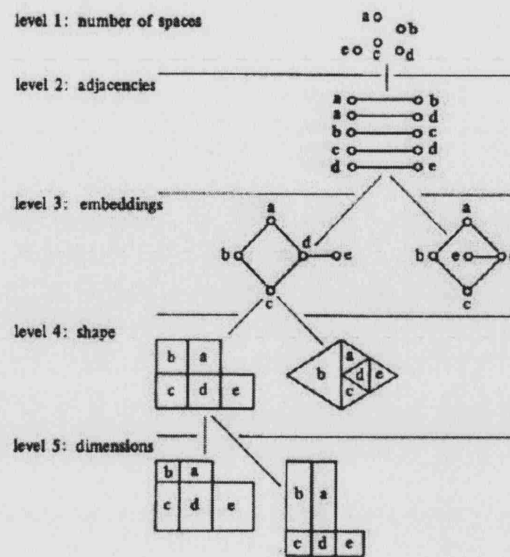 level 1: number of spaces
a
b
e c d
level 2: adjacencies
a b
a d
b c
c d
d e
level 3: embeddings
a a
b d e b e
c c
level 4: shape
b a
c d e
a
b d e
c
level 5: dimensions
b a
c d e
b a
c d e